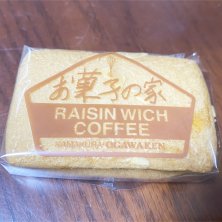 お菓子の家
RAISIN WICH
COFFEE
KAMAKURA OGAWAKEN